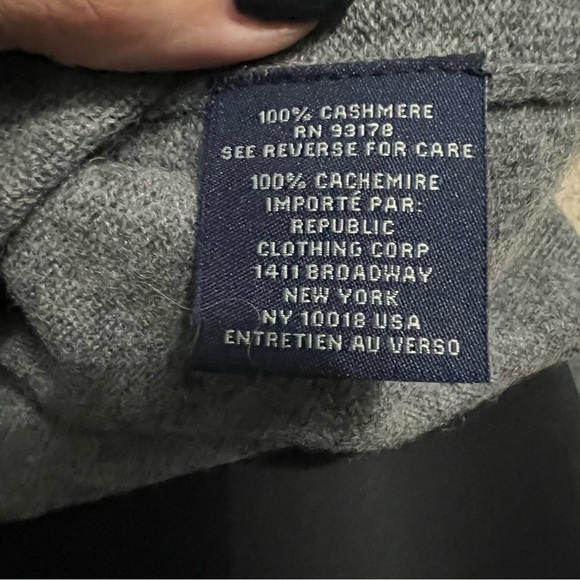 100% CASHMERE
RN 93178
SEE REVERSE FOR CARE
100% CACHEMIRE
IMPORTÉ PAR:
REPUBLIC
CLOTHING CORP
1411 BROADWAY
NEW YORK
NY 10018 USA
ENTRETIEN AU VERSO